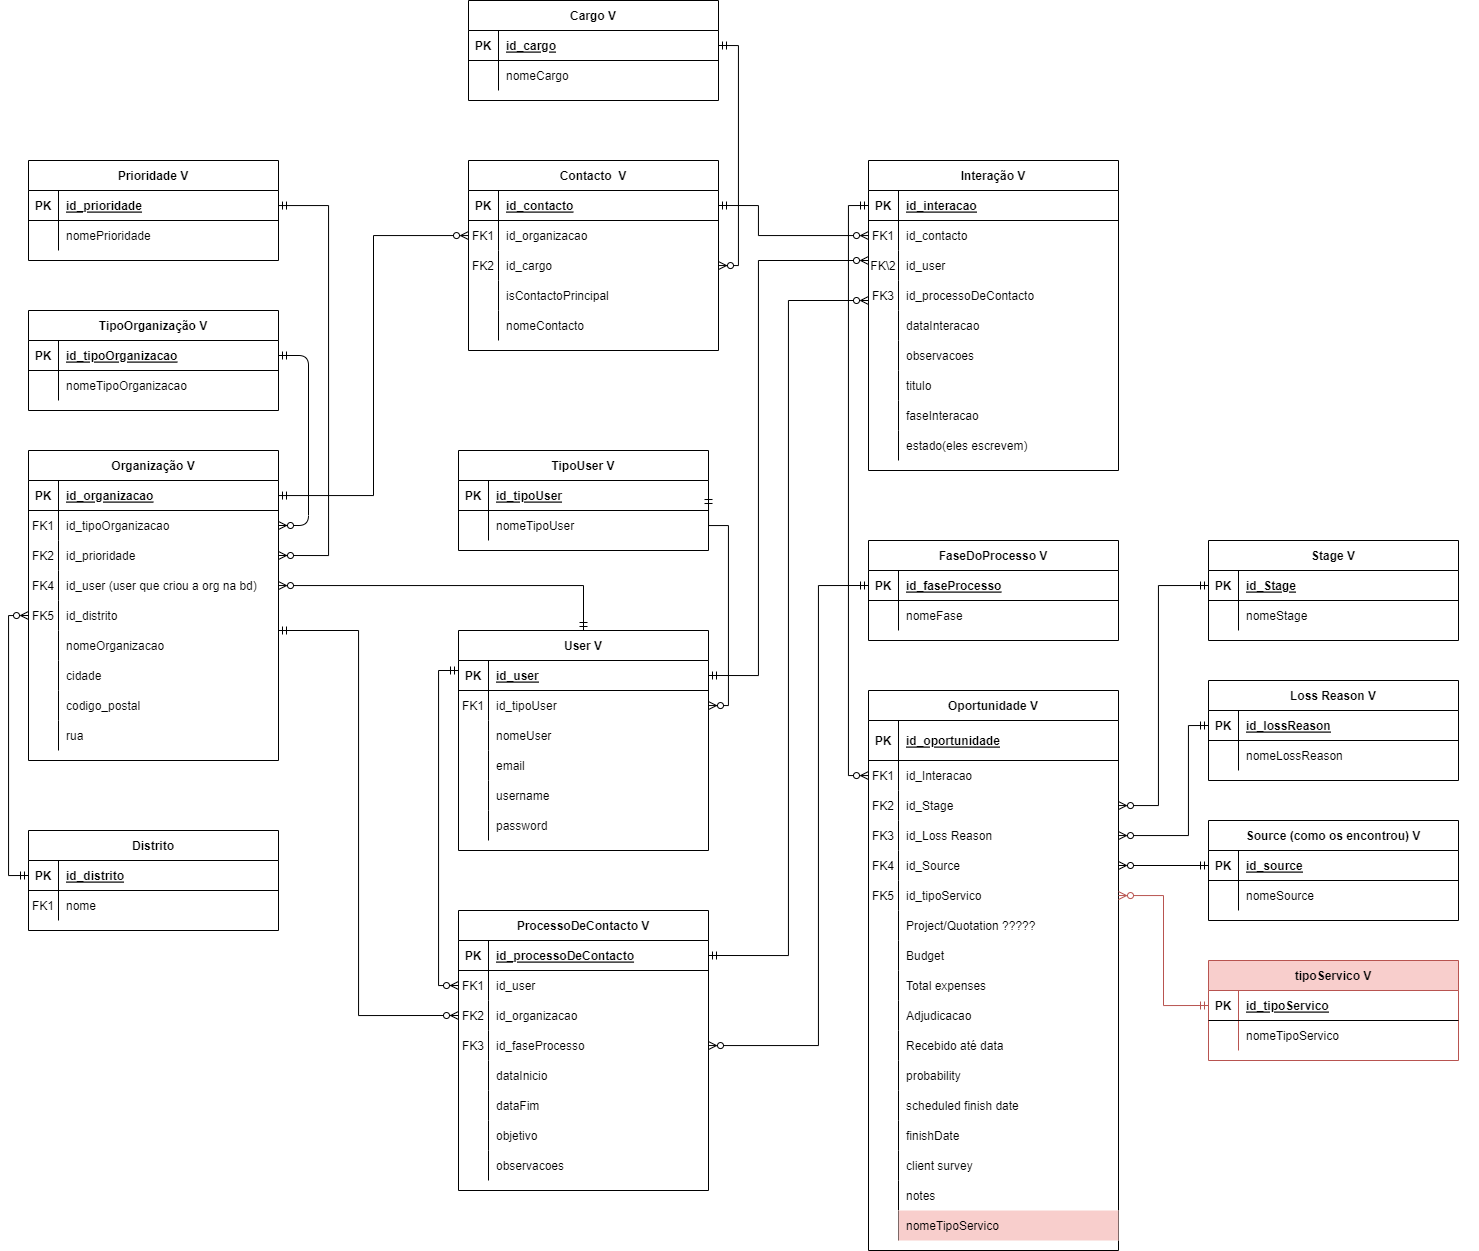 Cargo V
PK id_cargo
nomeCargo
Prioridade V
PK id_prioridade
nomePrioridade
Contacto V
PK id_contacto
FK1 id_organizacao
FK2 id_cargo
isContactoPrincipal
nomeContacto
Interação V
PK id_interacao
FK1 id_contacto
FK\2 id_user
FK3 id_processoDeContacto
dataInteracao
observacoes
titulo
faseInteracao
estado(eles escrevem)
TipoOrganização V
PK id_tipoOrganizacao
nomeTipoOrganizacao
Organização V
PK id_organizacao
FK1 id_tipoOrganizacao
FK2 id_prioridade
FK4 id_user (user que criou a org na bd)
FK5 id_distrito
nomeOrganizacao
cidade
codigo_postal
rua
TipoUser V
PK id_tipoUser
nomeTipoUser
FaseDoProcesso V
PK id_faseProcesso
nomeFase
Stage V
PK id_Stage
nomeStage
User V
PK id_user
FK1 id_tipoUser
nomeUser
email
username
password
Oportunidade V
PK id_oportunidade
FK1 id_Interacao
FK2 id_Stage
FK3 id_Loss Reason
FK4 id_Source
FK5 id_tipoServico
Project/Quotation ?????
Budget
Total expenses
Adjudicacao
Recebido até data
probability
scheduled finish date
finishDate
client survey
notes
nomeTipoServico
Loss Reason V
PK id_lossReason
nomeLossReason
Source (como os encontrou) V
PK id_source
nomeSource
tipoServico V
PK id_tipoServico
nomeTipoServico
Distrito
PK id_distrito
FK1 nome
ProcessoDeContacto V
PK id_processoDeContacto
FK1 id_user
FK2 id_organizacao
FK3 id_faseProcesso
dataInicio
dataFim
objetivo
observacoes